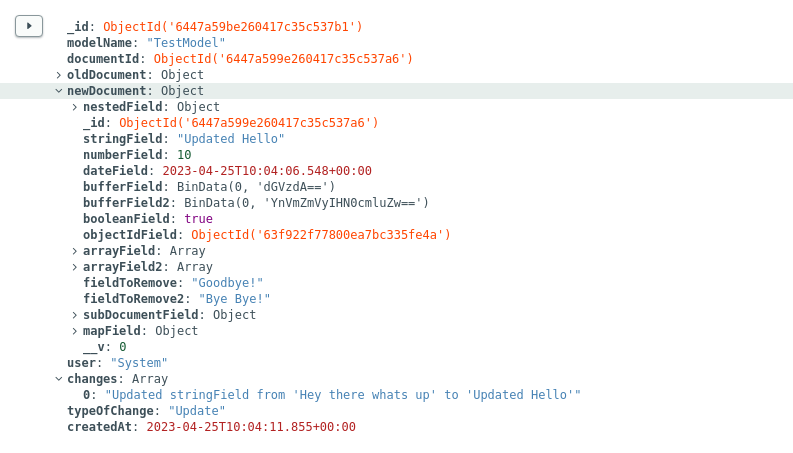 _id: ObjectId('6447a59be260417c35c537b1')
modelName: "TestModel"
documentId: ObjectId('6447a599e260417c35c537a6')
oldDocument: Object
newDocument: Object
nestedField: Object
_id: ObjectId('6447a599e260417c35c537a6')
stringField: "Updated Hello"
numberField: 10
dateField: 2023-04-25T10:04:06.548+00:00
bufferField: BinData(0, 'dGVzdA==')
bufferField2: BinData(0, 'YnVmZmVyIHN0cmluZw==')
booleanField: true
objectIdField: ObjectId('63f922f77800ea7bc335fe4a')
arrayField: Array
arrayField2: Array
fieldToRemove: "Goodbye!"
fieldToRemove2: "Bye Bye!"
subDocumentField: Object
mapField: Object
__v: 0
user: "System"
changes: Array
0: "Updated stringField from 'Hey there whats up' to 'Updated Hello'"
typeOfChange: "Update"
createdAt: 2023-04-25T10:04:11.855+00:00